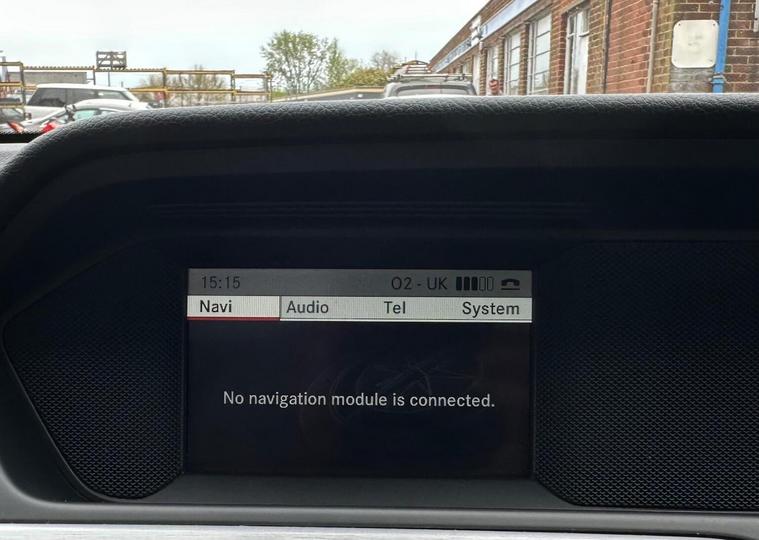 15:15 O2 - UK
Navi Audio Tel System
No navigation module is connected.